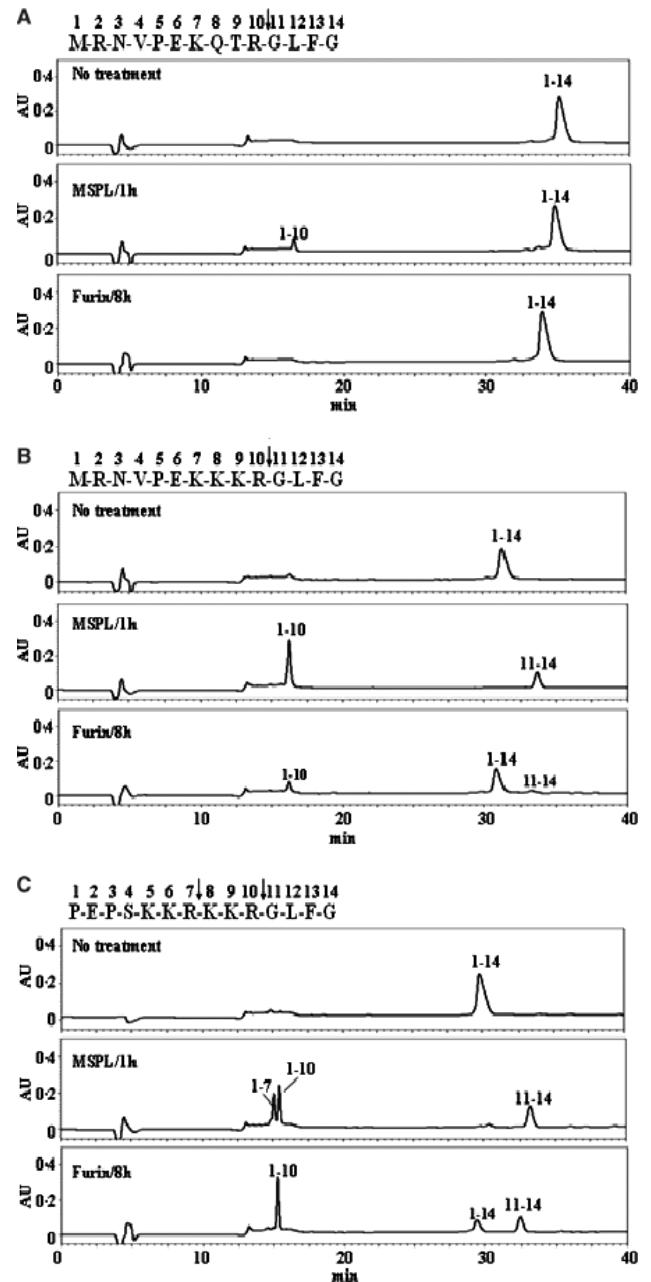 A
1 2 3 4 5 6 7 8 9 10↓11 12 13 14
M-R-N-V-P-E-K-Q-T-R-G-L-F-G
No treatment
1-14
0·4
0·2
0
AU
MSPL/1h
1-10
1-14
0·4
0·2
0
AU
Furin/8h
1-14
0·4
0·2
0
AU
0 10 20 30 40
min
B
1 2 3 4 5 6 7 8 9 10↓11 12 13 14
M-R-N-V-P-E-K-K-K-R-G-L-F-G
No treatment
1-14
0·4
0·2
0
AU
MSPL/1h
1-10
11-14
0·4
0·2
0
AU
Furin/8h
1-10
1-14
11-14
0·4
0·2
0
AU
0 10 20 30 40
min
C
1 2 3 4 5 6 7↓8 9 10↓11 12 13 14
P-E-P-S-K-K-R-K-K-R-G-L-F-G
No treatment
1-14
0·4
0·2
0
AU
MSPL/1h
1-7
1-10
11-14
0·4
0·2
0
AU
Furin/8h
1-10
1-14
11-14
0·4
0·2
0
AU
0 10 20 30 40
min